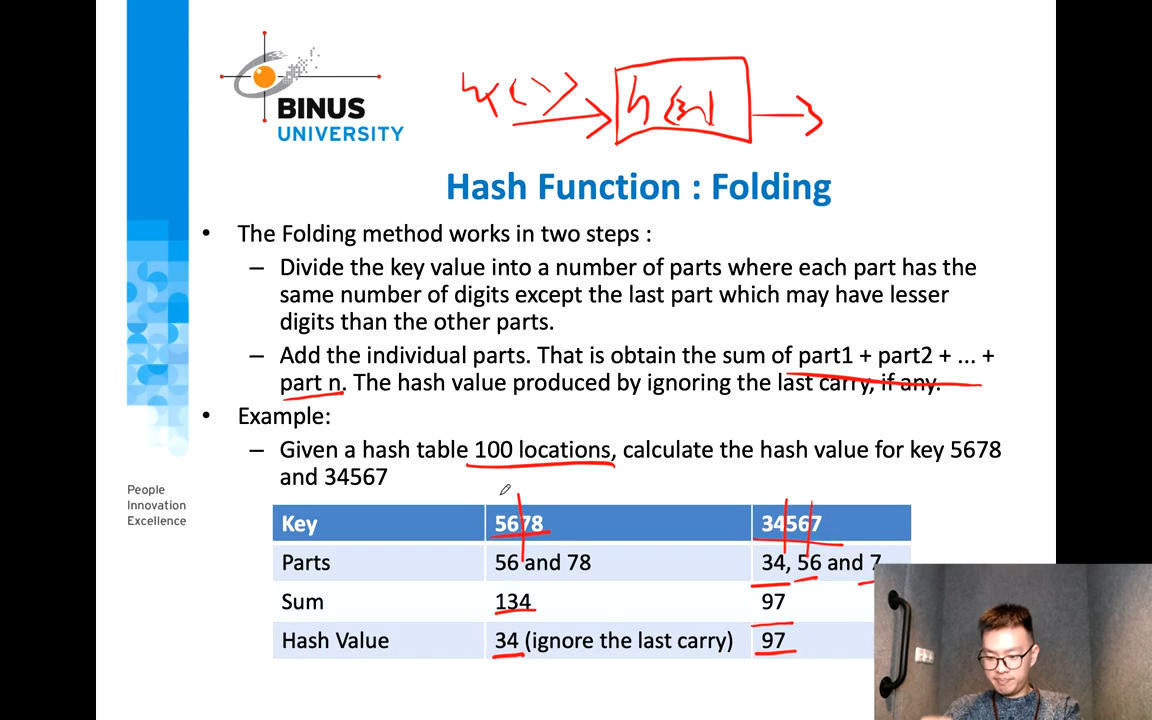 BINUS
UNIVERSITY
Hash Function : Folding
• The Folding method works in two steps :
– Divide the key value into a number of parts where each part has the
same number of digits except the last part which may have lesser
digits than the other parts.
– Add the individual parts. That is obtain the sum of part1 + part2 + ... +
part n. The hash value produced by ignoring the last carry, if any.
• Example:
– Given a hash table 100 locations, calculate the hash value for key 5678
and 34567
People
Innovation
Excellence
Key 5678 34567
Parts 56 and 78 34, 56 and 7
Sum 134 97
Hash Value 34 (ignore the last carry) 97